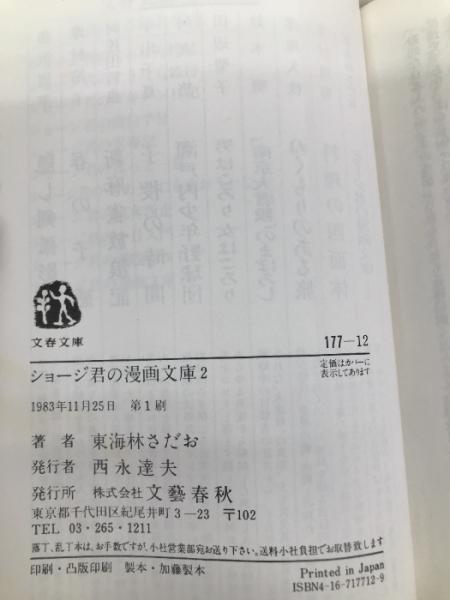 文春文庫
177—12
定価はカバーに
表示してあります
ショージ君の漫画文庫2
1983年11月25日 第1刷
著 者 東海林さだお
発行者 西永達夫
発行所 株式会社 文藝春秋
東京都千代田区紀尾井町3—23 〒102
TEL 03・265・1211
落丁、乱丁本は、お手数ですが、小社営業部宛お送り下さい。送料小社負担でお取替致します
印刷・凸版印刷 製本・加藤製本
Printed in Japan
ISBN4-16-717712-9